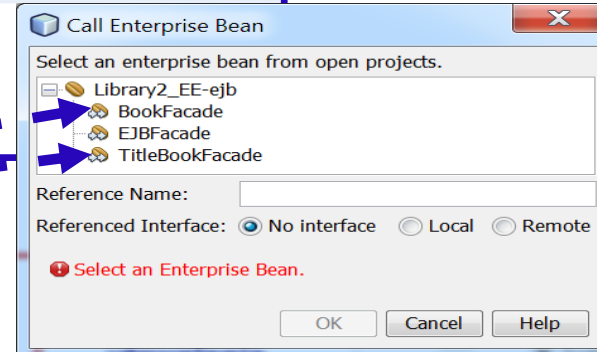 Call Enterprise Bean
Select an enterprise bean from open projects.
Library2_EE-ejb
BookFacade
EJBFacade
TitleBookFacade
Reference Name:
Referenced Interface: No interface Local Remote
Select an Enterprise Bean.
OK Cancel Help